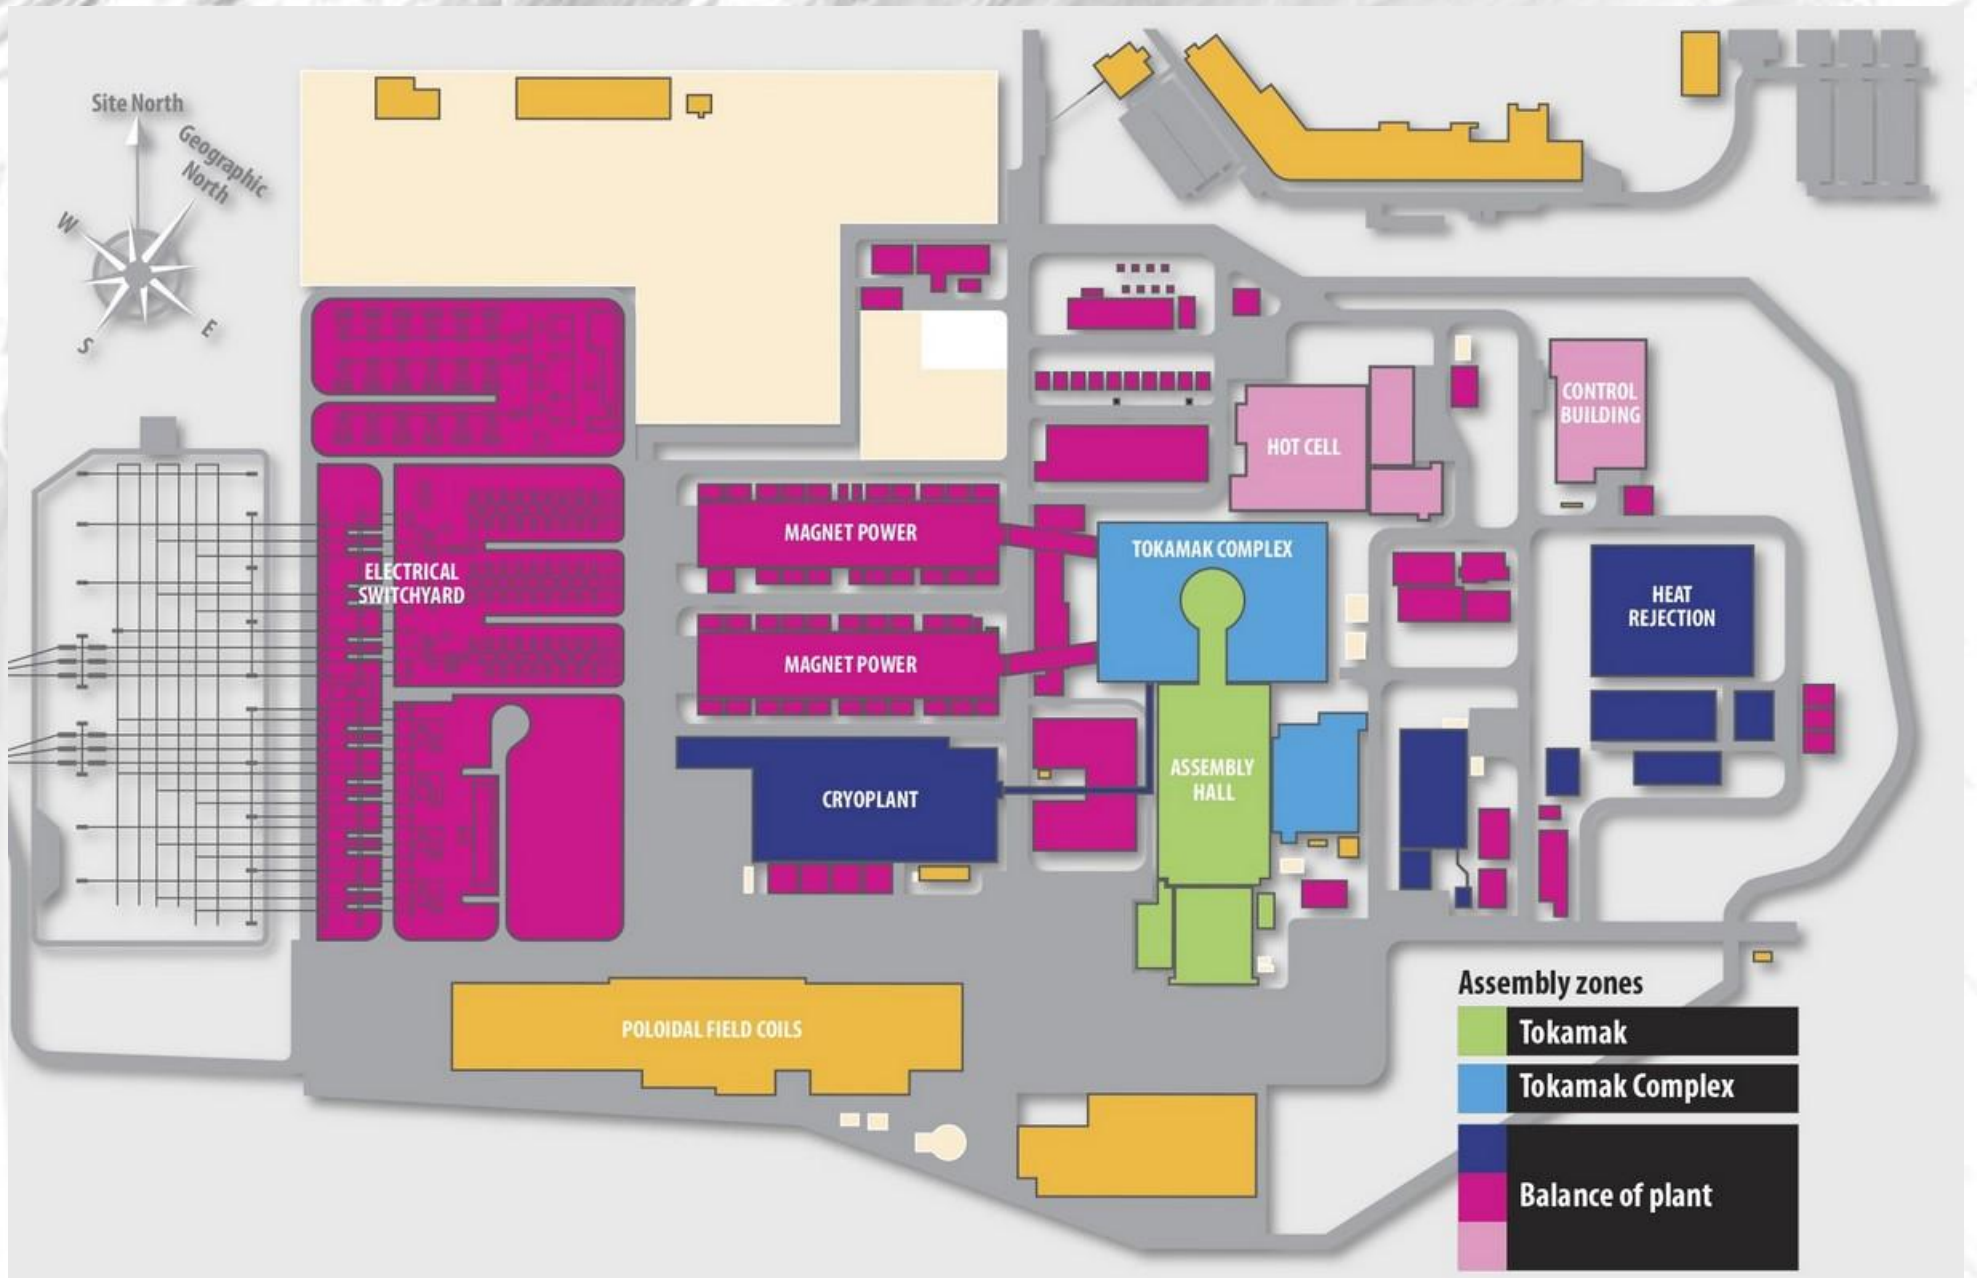 Site North
Geographic
North
W
E
S
CONTROL
BUILDING
HOT CELL
MAGNET POWER
TOKAMAK COMPLEX
ELECTRICAL
SWITCHYARD
HEAT
REJECTION
MAGNET POWER
ASSEMBLY
HALL
CRYOPLANT
POLOIDAL FIELD COILS
Assembly zones
Tokamak
Tokamak Complex
Balance of plant